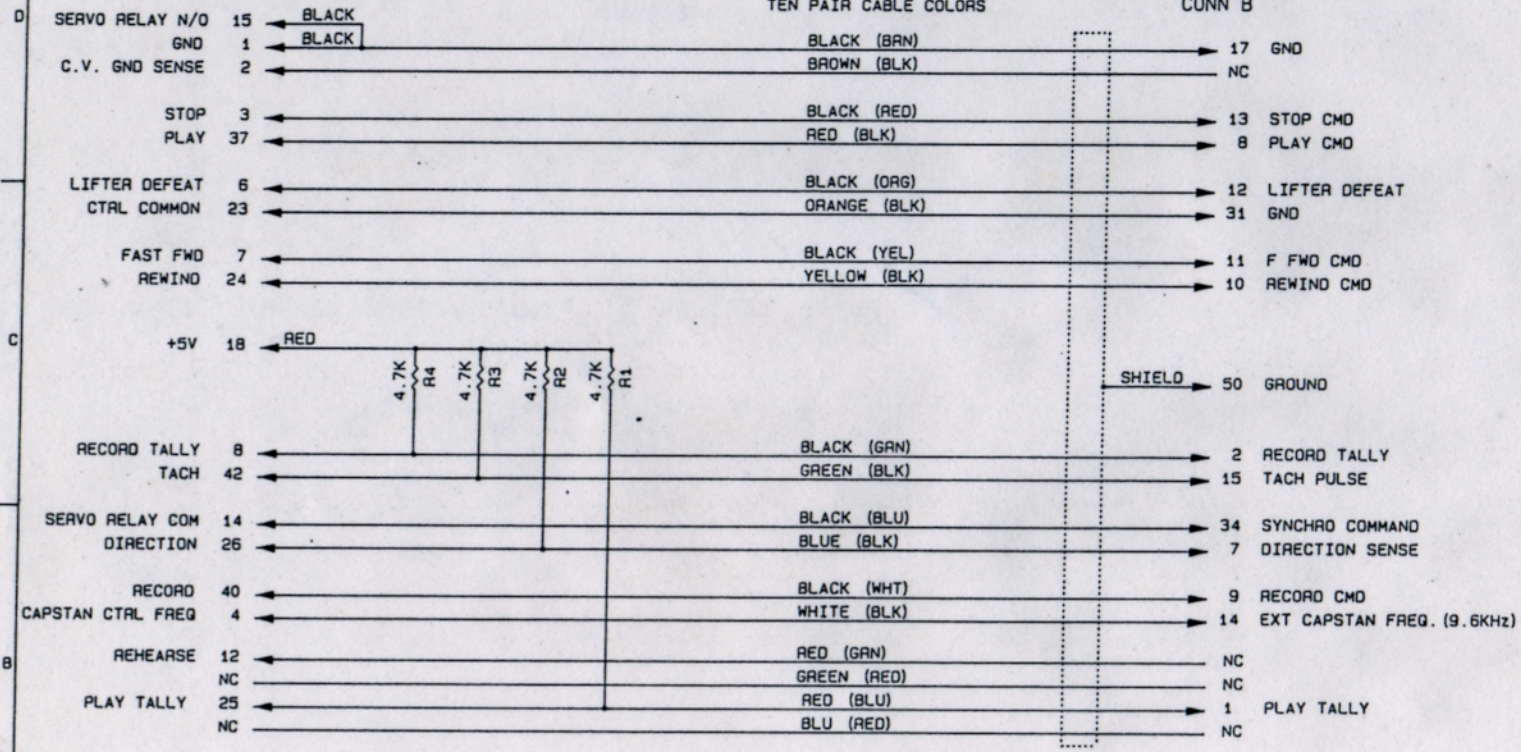 TEN PAIR CABLE COLORS CONN B
D SERVO RELAY N/O 15 BLACK
GND 1 BLACK BLACK (BRN) 17 GND
C.V. GND SENSE 2 BROWN (BLK) NC
STOP 3 BLACK (RED) 13 STOP CMD
PLAY 37 RED (BLK) 8 PLAY CMD
LIFTER DEFEAT 6 BLACK (ORG) 12 LIFTER DEFEAT
CTRL COMMON 23 ORANGE (BLK) 31 GND
FAST FWD 7 BLACK (YEL) 11 F FWD CMD
REWIND 24 YELLOW (BLK) 10 REWIND CMD
C +5V 18 RED
4.7K R4 4.7K R3 4.7K R2 4.7K R1
SHIELD 50 GROUND
RECORD TALLY 8 BLACK (GRN) 2 RECORD TALLY
TACH 42 GREEN (BLK) 15 TACH PULSE
SERVO RELAY COM 14 BLACK (BLU) 34 SYNCHRO COMMAND
DIRECTION 26 BLUE (BLK) 7 DIRECTION SENSE
RECORD 40 BLACK (WHT) 9 RECORD CMD
CAPSTAN CTRL FREQ 4 WHITE (BLK) 14 EXT CAPSTAN FREQ. (9.6KHz)
B REHEARSE 12 RED (GRN) NC
NC GREEN (RED) NC
PLAY TALLY 25 RED (BLU) 1 PLAY TALLY
NC BLU (RED) NC